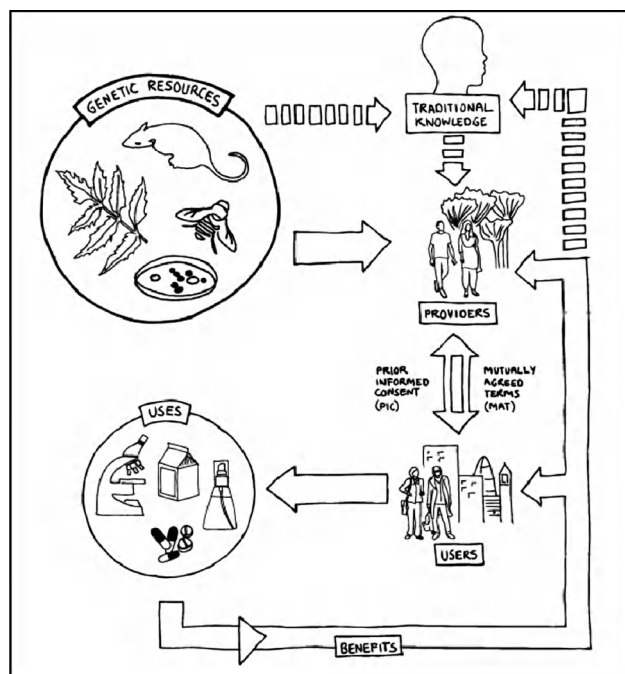 GENETIC RESOURCES
TRADITIONAL
KNOWLEDGE
PROVIDERS
PRIOR
INFORMED
CONSENT
(PIC)
MUTUALLY
AGREED
TERMS
(MAT)
USES
USERS
BENEFITS